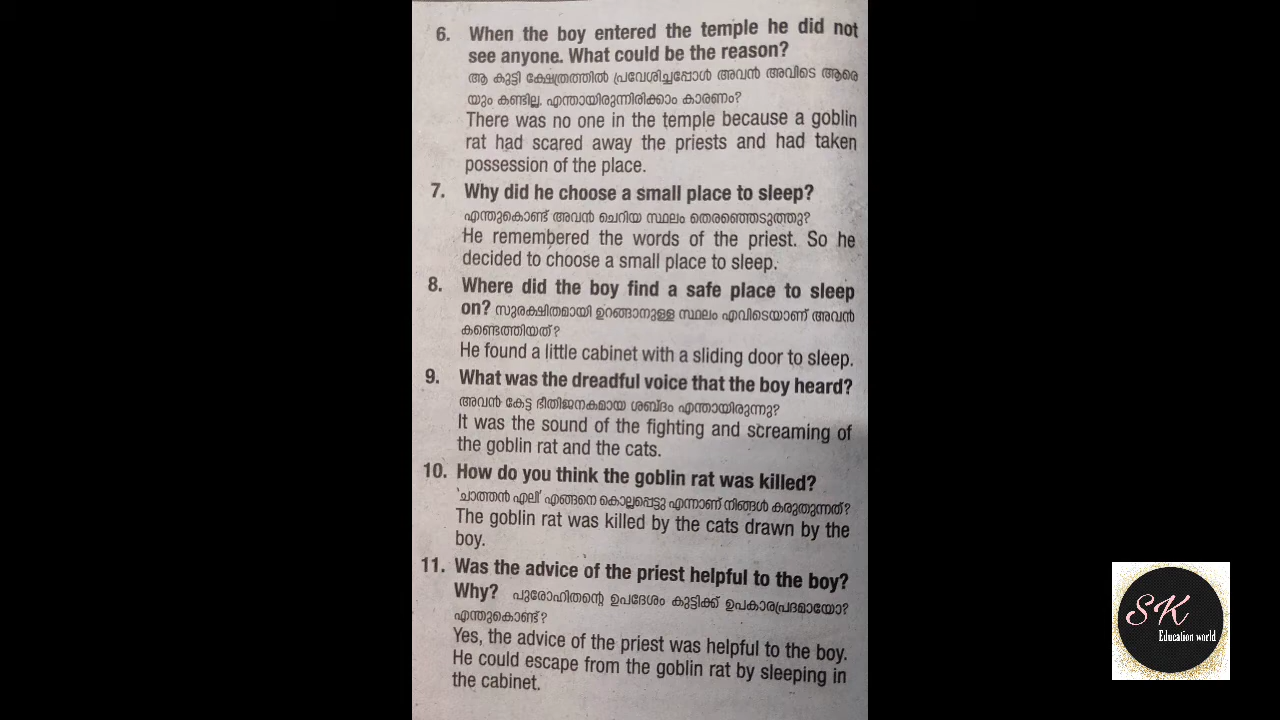 6. When the boy entered the temple he did not
see anyone. What could be the reason?
ആ കുട്ടി ക്ഷേത്രത്തിൽ പ്രവേശിച്ചപ്പോൾ അവൻ അവിടെ ആരെ
യും കണ്ടില്ല. എന്തായിരുന്നിരിക്കാം കാരണം?
There was no one in the temple because a goblin
rat had scared away the priests and had taken
possession of the place.
7. Why did he choose a small place to sleep?
എന്തുകൊണ്ട് അവൻ ചെറിയ സ്ഥലം തെരഞ്ഞെടുത്തു?
He remembered the words of the priest. So he
decided to choose a small place to sleep.
8. Where did the boy find a safe place to sleep
on? സുരക്ഷിതമായി ഉറങ്ങാനുള്ള സ്ഥലം എവിടെയാണ് അവൻ
കണ്ടെത്തിയത്?
He found a little cabinet with a sliding door to sleep.
9. What was the dreadful voice that the boy heard?
അവൻ കേട്ട ഭീതിജനകമായ ശബ്ദം എന്തായിരുന്നു?
It was the sound of the fighting and screaming of
the goblin rat and the cats.
10. How do you think the goblin rat was killed?
'ചാത്തൻ എലി' എങ്ങനെ കൊല്ലപ്പെട്ടു എന്നാണ് നിങ്ങൾ കരുതുന്നത്?
The goblin rat was killed by the cats drawn by the
boy.
11. Was the advice of the priest helpful to the boy?
Why? പുരോഹിതന്റെ ഉപദേശം കുട്ടിക്ക് ഉപകാരപ്രദമായോ?
എന്തുകൊണ്ട്?
Yes, the advice of the priest was helpful to the boy.
He could escape from the goblin rat by sleeping in
the cabinet.
SK
Education world